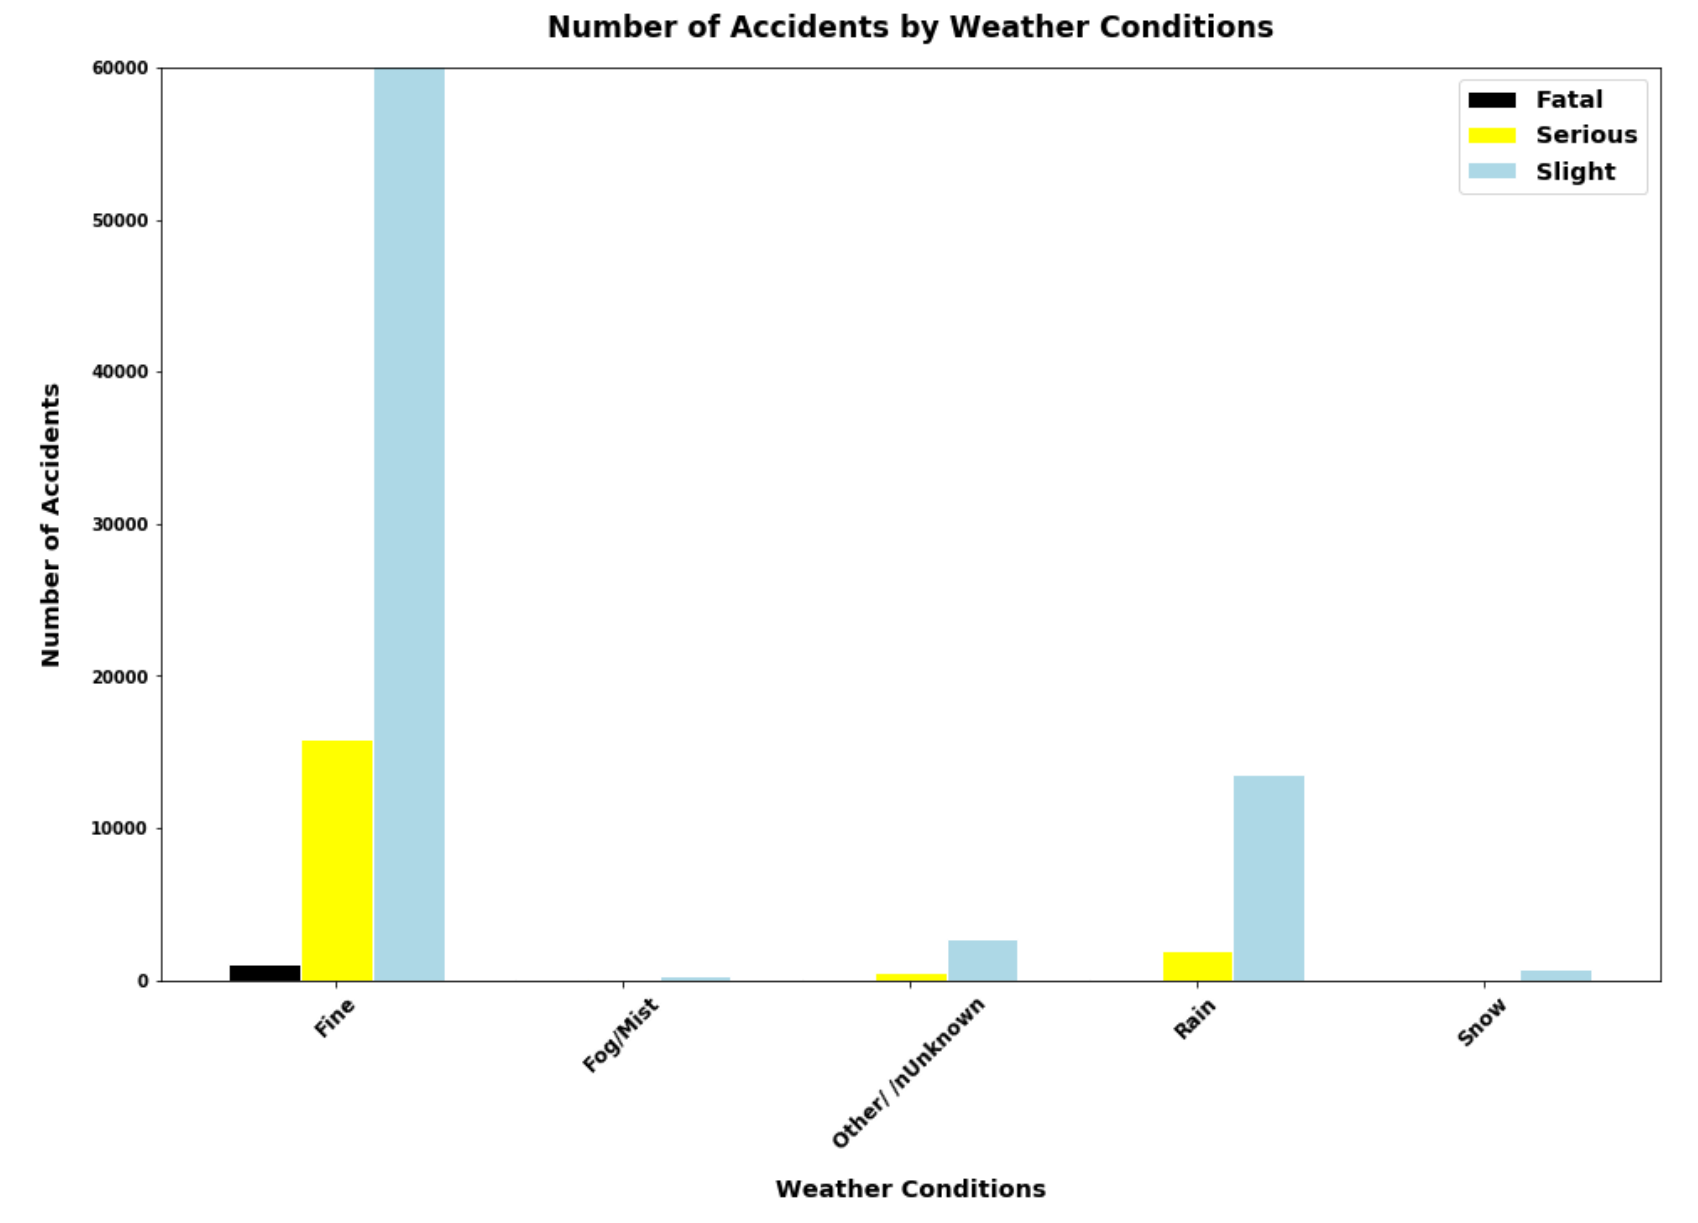 Number of Accidents by Weather Conditions
60000
50000
40000
30000
20000
10000
0
Number of Accidents
Fatal
Serious
Slight
Fine
Fog/Mist
Other/ /nUnknown
Rain
Snow
Weather Conditions